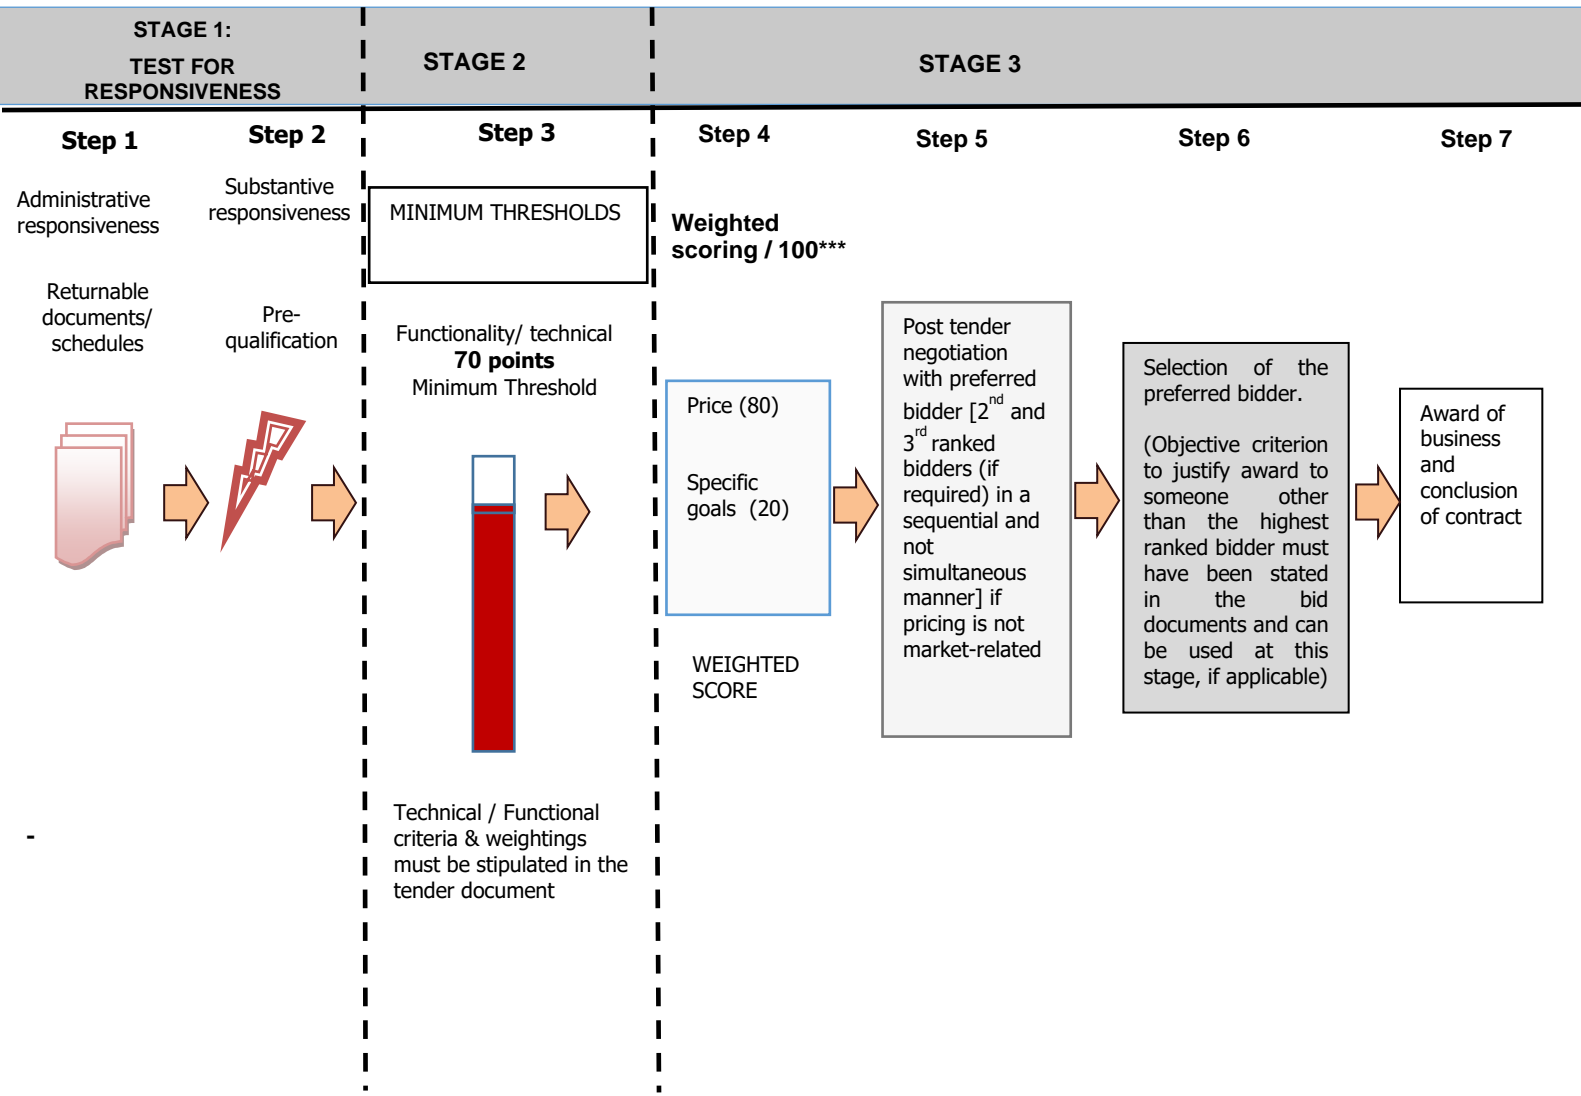 STAGE 1:
TEST FOR
RESPONSIVENESS
STAGE 2
STAGE 3
Step 1
Step 2
Step 3
Step 4
Step 5
Step 6
Step 7
Administrative
responsiveness
Returnable
documents/
schedules
Substantive
responsiveness
Pre-
qualification
MINIMUM THRESHOLDS
Functionality/ technical
70 points
Minimum Threshold
Technical / Functional
criteria & weightings
must be stipulated in the
tender document
Weighted
scoring / 100***
Price (80)
Specific
goals  (20)
WEIGHTED
SCORE
Post tender
negotiation
with preferred
bidder [2nd and
3rd ranked
bidders (if
required) in a
sequential and
not
simultaneous
manner] if
pricing is not
market-related
Selection of the
preferred bidder.
(Objective criterion
to justify award to
someone other
than the highest
ranked bidder must
have been stated
in the bid
documents and can
be used at this
stage, if applicable)
Award of
business
and
conclusion
of contract
-